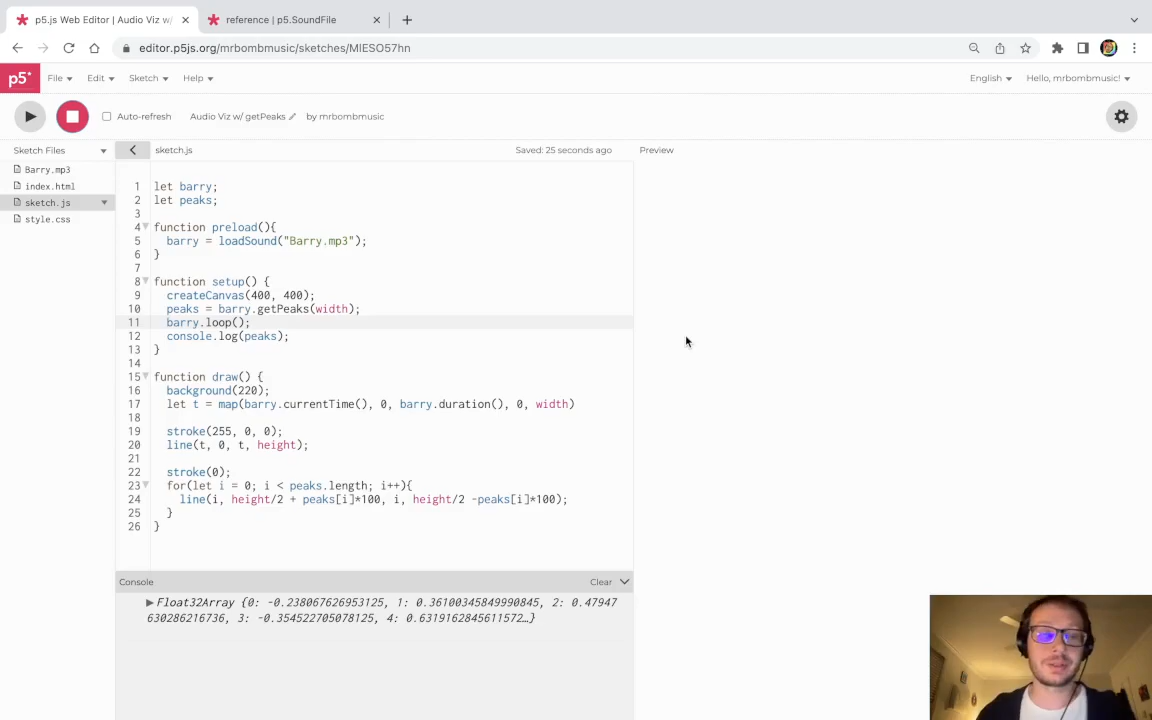 p5.js Web Editor | Audio Viz w/
reference | p5.SoundFile
editor.p5js.org/mrbombmusic/sketches/MlESO57hn
p5* File Edit Sketch Help English Hello, mrbombmusic!
Auto-refresh Audio Viz w/ getPeaks by mrbombmusic
Sketch Files sketch.js Saved: 25 seconds ago Preview
Barry.mp3
index.html
sketch.js
style.css
1 let barry;
2 let peaks;
3
4 function preload(){
5 barry = loadSound("Barry.mp3");
6 }
7
8 function setup() {
9 createCanvas(400, 400);
10 peaks = barry.getPeaks(width);
11 barry.loop();
12 console.log(peaks);
13 }
14
15 function draw() {
16 background(220);
17 let t = map(barry.currentTime(), 0, barry.duration(), 0, width)
18
19 stroke(255, 0, 0);
20 line(t, 0, t, height);
21
22 stroke(0);
23 for(let i = 0; i < peaks.length; i++){
24 line(i, height/2 + peaks[i]*100, i, height/2 -peaks[i]*100);
25 }
26 }
Console Clear
Float32Array {0: -0.238067626953125, 1: 0.36100345849990845, 2: 0.47947
630286216736, 3: -0.354522705078125, 4: 0.6319162845611572…}